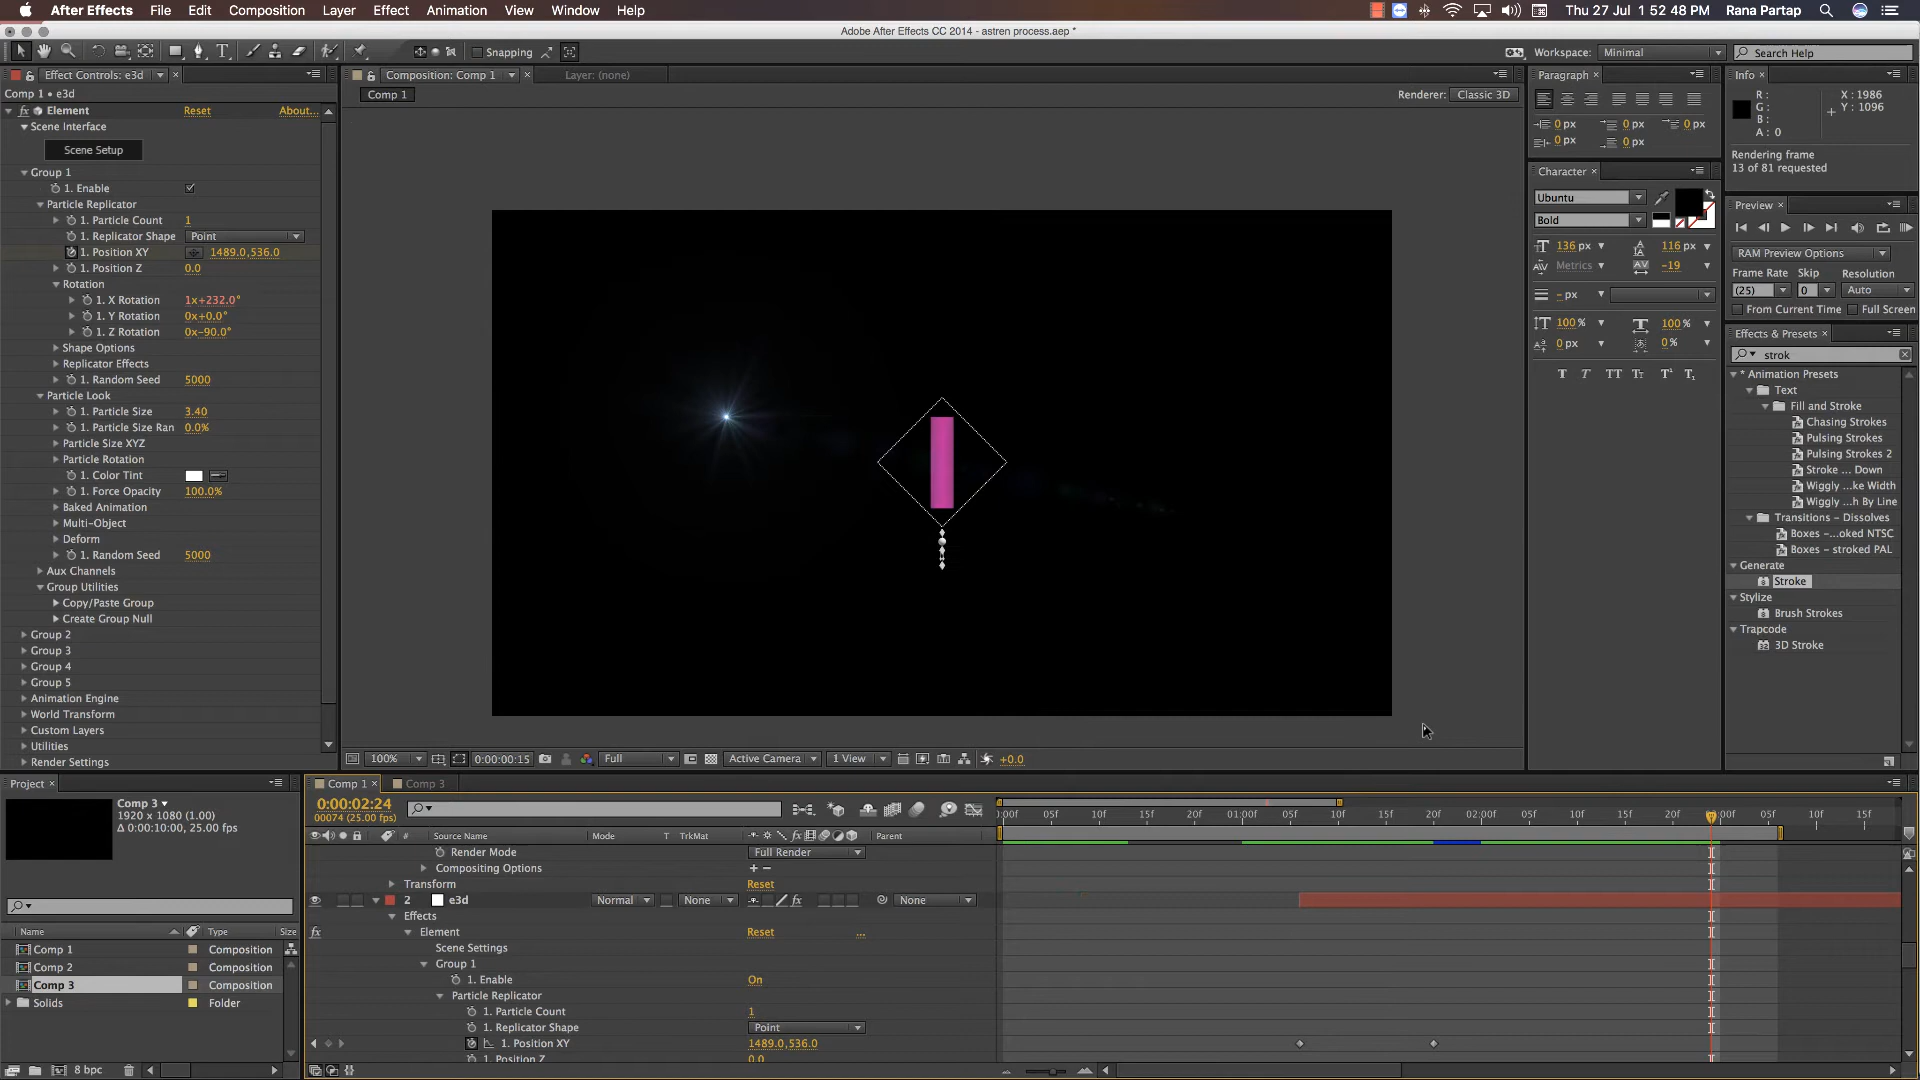 After Effects File Edit Composition Layer Effect Animation View Window Help Thu 27 Jul 1 52 48 PM Rana Partap
Adobe After Effects CC 2014 - astren process.aep *
Snapping Workspace: Minimal Search Help
Effect Controls: e3d Composition: Comp 1 Layer: (none) Paragraph Info
Comp 1 • e3d Comp 1 Renderer: Classic 3D
R: X : 1986
G: Y : 1096
B:
A : 0
Element Reset About...
Scene Interface
Scene Setup
Group 1
1. Enable
Particle Replicator
1. Particle Count 1
1. Replicator Shape Point
1. Position XY 1489.0,536.0
1. Position Z 0.0
Rotation
1. X Rotation 1x+232.0°
1. Y Rotation 0x+0.0°
1. Z Rotation 0x-90.0°
Shape Options
Replicator Effects
1. Random Seed 5000
Particle Look
1. Particle Size 3.40
1. Particle Size Ran 0.0%
Particle Size XYZ
Particle Rotation
1. Color Tint
1. Force Opacity 100.0%
Baked Animation
Multi-Object
Deform
1. Random Seed 5000
Aux Channels
Group Utilities
Copy/Paste Group
Create Group Null
Group 2
Group 3
Group 4
Group 5
Animation Engine
World Transform
Custom Layers
Utilities
Render Settings
100% 0:00:00:15 Full Active Camera 1 View +0.0
0 px 0 px 0 px
0 px 0 px
Rendering frame
13 of 81 requested
Character
Ubuntu
Bold
136 px 116 px
Metrics -19
- px
100% 100%
0 px 0%
T T TT Tt T¹ T₁
Preview
RAM Preview Options
Frame Rate Skip Resolution
(25) 0 Auto
From Current Time Full Screen
Effects & Presets
strok
* Animation Presets
Text
Fill and Stroke
Chasing Strokes
Pulsing Strokes
Pulsing Strokes 2
Stroke ... Down
Wiggly ...ke Width
Wiggly ...h By Line
Transitions – Dissolves
Boxes –...oked NTSC
Boxes – stroked PAL
Generate
Stroke
Stylize
Brush Strokes
Trapcode
3D Stroke
Project
Comp 3
1920 x 1080 (1.00)
Δ 0:00:10:00, 25.00 fps
Name Type Size
Comp 1 Composition
Comp 2 Composition
Comp 3 Composition
Solids Folder
8 bpc
Comp 1 Comp 3
0:00:02:24
00074 (25.00 fps)
:00f 05f 10f 15f 20f 01:00f 05f 10f 15f 20f 02:00f 05f 10f 15f 20f 00f 05f 10f 15f
# Source Name Mode T TrkMat Parent
Render Mode Full Render
Compositing Options + −
Transform Reset
2 e3d Normal None None
Effects
Element Reset ...
Scene Settings
Group 1
1. Enable On
Particle Replicator
1. Particle Count 1
1. Replicator Shape Point
1. Position XY 1489.0,536.0
1. Position Z 0.0